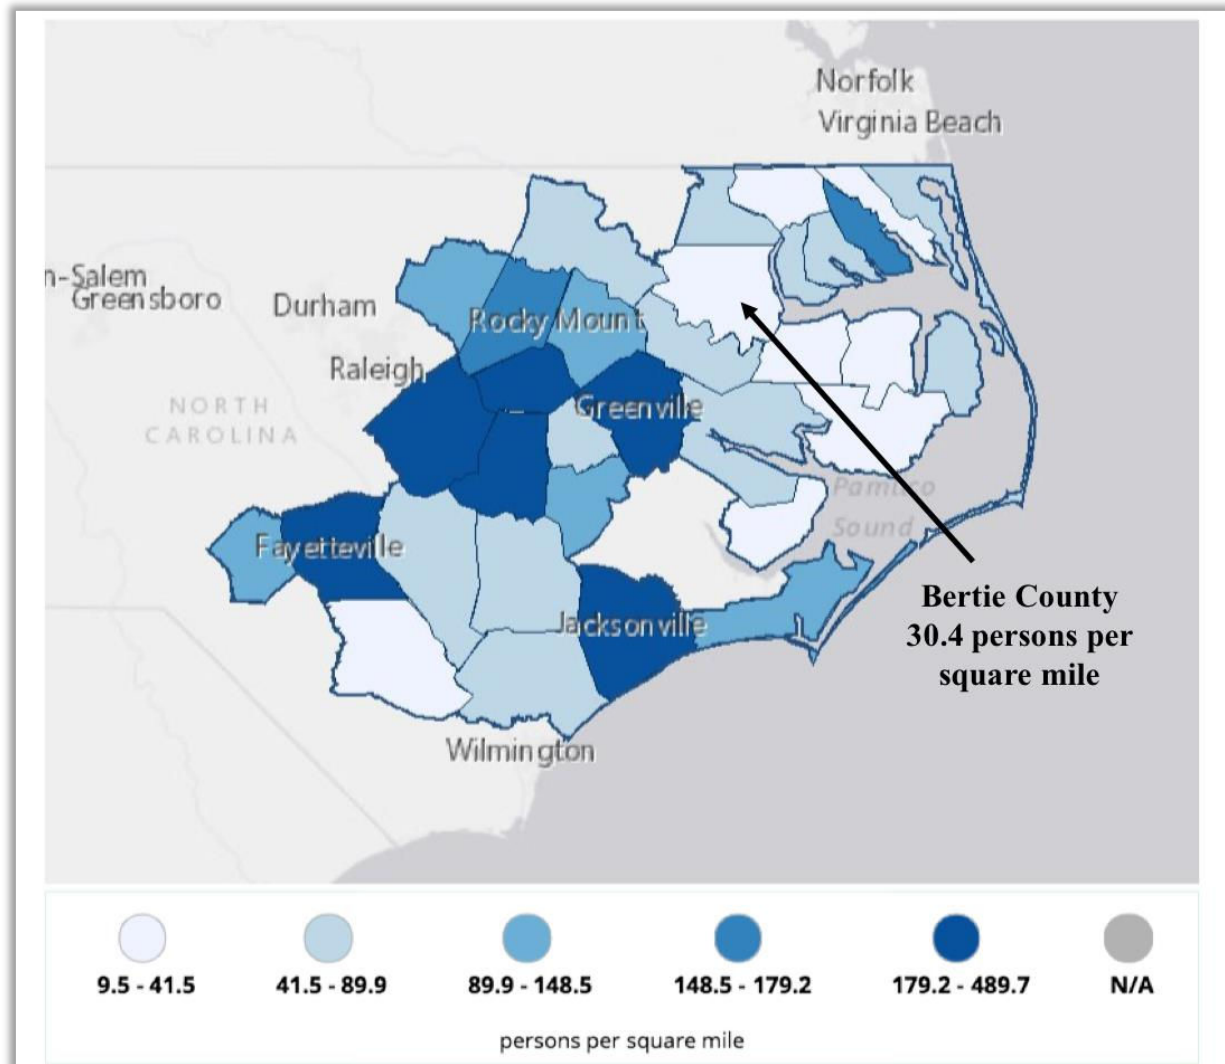 Norfolk
Virginia Beach
n-Salem
Greensboro
Durham
Rocky Mount
Raleigh
NORTH
CAROLINA
Greenville
Pamlico
Sound
Fayetteville
Jacksonville
Bertie County
30.4 persons per
square mile
Wilmington
9.5 - 41.5
41.5 - 89.9
89.9 - 148.5
148.5 - 179.2
179.2 - 489.7
N/A
persons per square mile